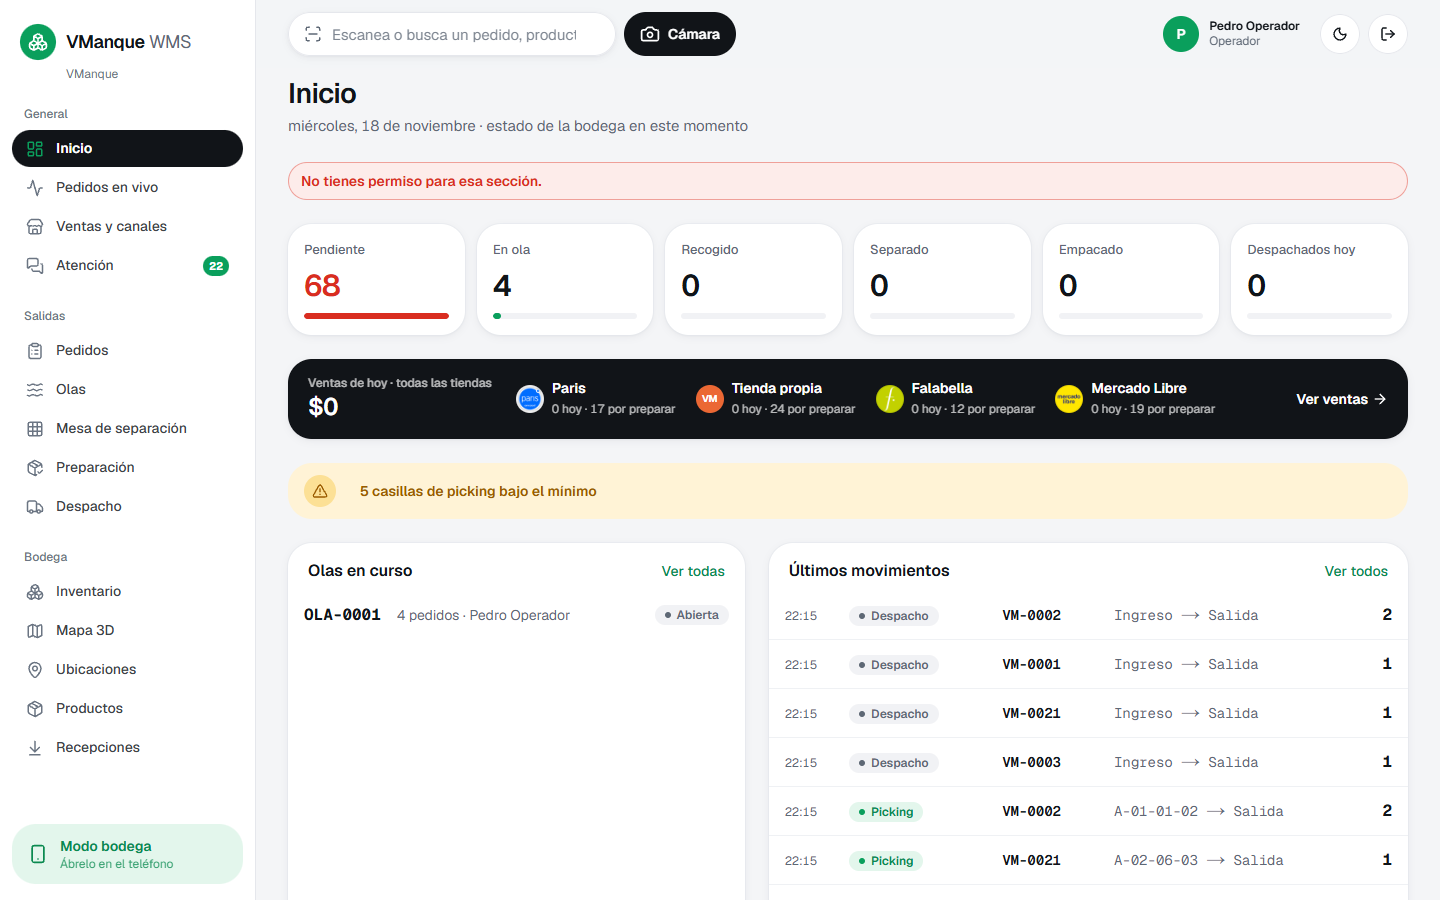 VManque WMS
VManque
General
Inicio
Pedidos en vivo
Ventas y canales
Atención 22
Salidas
Pedidos
Olas
Mesa de separación
Preparación
Despacho
Bodega
Inventario
Mapa 3D
Ubicaciones
Productos
Recepciones
Modo bodega
Ábrelo en el teléfono
Escanea o busca un pedido, product
Cámara
P
Pedro Operador
Operador
Inicio
miércoles, 18 de noviembre · estado de la bodega en este momento
No tienes permiso para esa sección.
Pendiente
68
En ola
4
Recogido
0
Separado
0
Empacado
0
Despachados hoy
0
Ventas de hoy · todas las tiendas
$0
paris
Paris
0 hoy · 17 por preparar
VM
Tienda propia
0 hoy · 24 por preparar
f.
Falabella
0 hoy · 12 por preparar
mercado libre
Mercado Libre
0 hoy · 19 por preparar
Ver ventas →
5 casillas de picking bajo el mínimo
Olas en curso
Ver todas
OLA-0001 4 pedidos · Pedro Operador • Abierta
Últimos movimientos
Ver todos
22:15 • Despacho VM-0002 Ingreso → Salida 2
22:15 • Despacho VM-0001 Ingreso → Salida 1
22:15 • Despacho VM-0021 Ingreso → Salida 1
22:15 • Despacho VM-0003 Ingreso → Salida 1
22:15 • Picking VM-0002 A-01-01-02 → Salida 2
22:15 • Picking VM-0021 A-02-06-03 → Salida 1